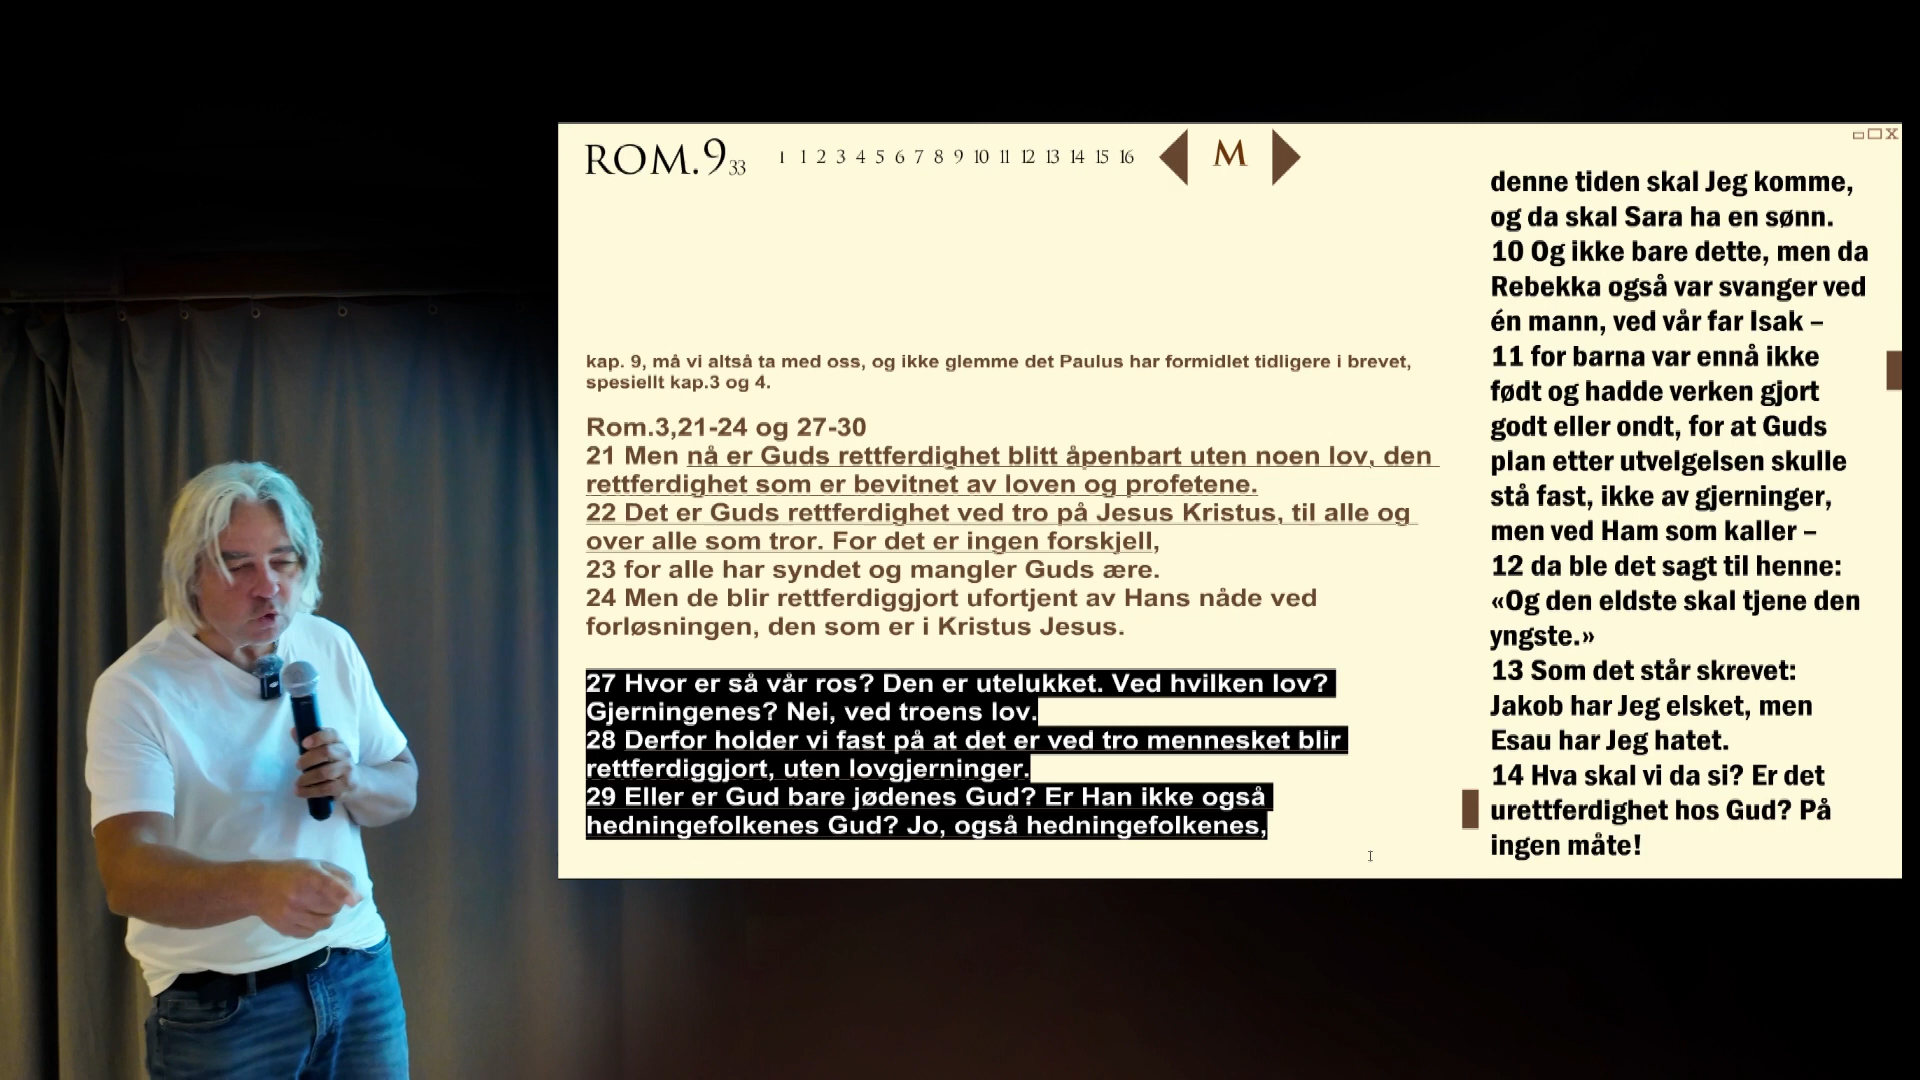 ROM.9 33
1 1 2 3 4 5 6 7 8 9 10 11 12 13 14 15 16
M
X
kap. 9, må vi altså ta med oss, og ikke glemme det Paulus har formidlet tidligere i brevet,
spesiellt kap.3 og 4.
Rom.3,21-24 og 27-30
21 Men nå er Guds rettferdighet blitt åpenbart uten noen lov, den
rettferdighet som er bevitnet av loven og profetene.
22 Det er Guds rettferdighet ved tro på Jesus Kristus, til alle og
over alle som tror. For det er ingen forskjell,
23 for alle har syndet og mangler Guds ære.
24 Men de blir rettferdiggjort ufortjent av Hans nåde ved
forløsningen, den som er i Kristus Jesus.
27 Hvor er så vår ros? Den er utelukket. Ved hvilken lov?
Gjerningenes? Nei, ved troens lov.
28 Derfor holder vi fast på at det er ved tro mennesket blir
rettferdiggjort, uten lovgjerninger.
29 Eller er Gud bare jødenes Gud? Er Han ikke også
hedningefolkenes Gud? Jo, også hedningefolkenes,
denne tiden skal Jeg komme,
og da skal Sara ha en sønn.
10 Og ikke bare dette, men da
Rebekka også var svanger ved
én mann, ved vår far Isak –
11 for barna var ennå ikke
født og hadde verken gjort
godt eller ondt, for at Guds
plan etter utvelgelsen skulle
stå fast, ikke av gjerninger,
men ved Ham som kaller –
12 da ble det sagt til henne:
«Og den eldste skal tjene den
yngste.»
13 Som det står skrevet:
Jakob har Jeg elsket, men
Esau har Jeg hatet.
14 Hva skal vi da si? Er det
urettferdighet hos Gud? På
ingen måte!